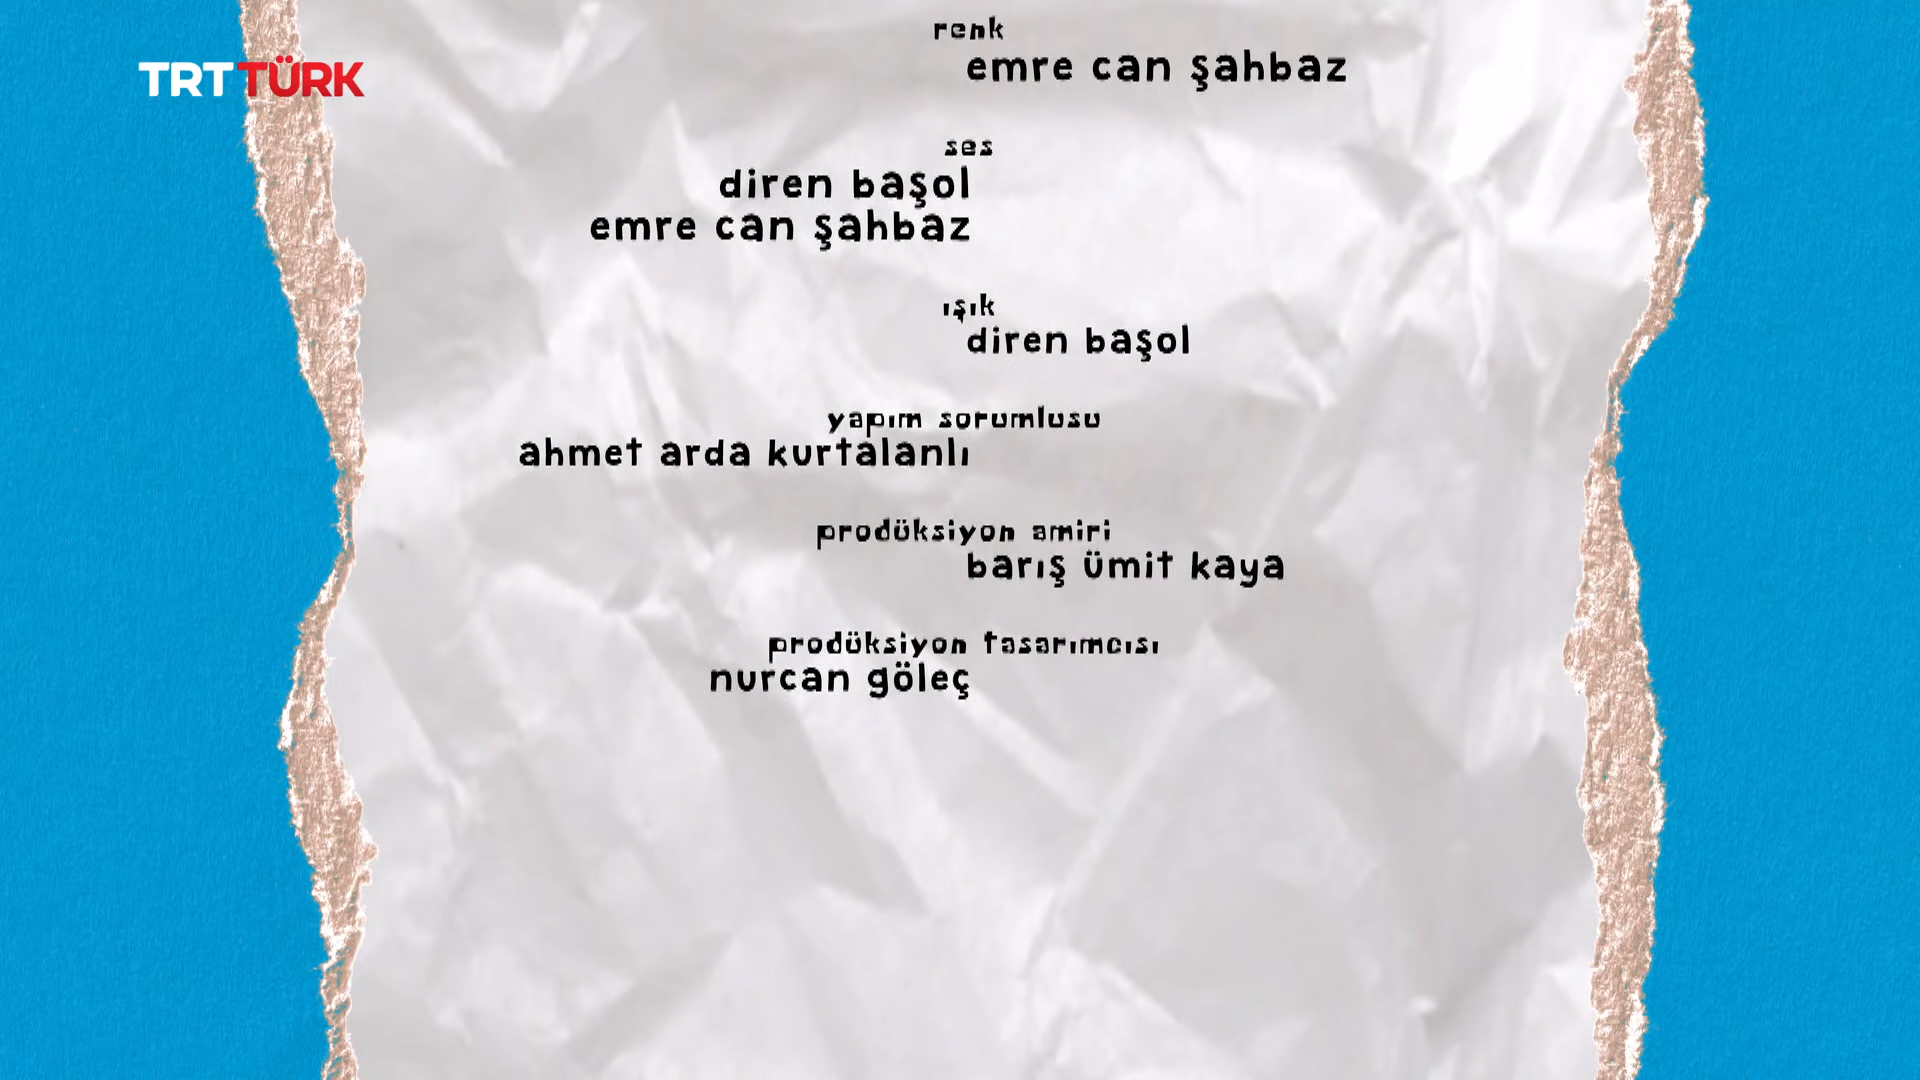 TRT TÜRK
renk
emre can şahbaz
ses
diren başol
emre can şahbaz
ışık
diren başol
yapım sorumlusu
ahmet arda kurtalanlı
prodüksiyon amiri
barış ümit kaya
prodüksiyon tasarımcısı
nurcan göleç